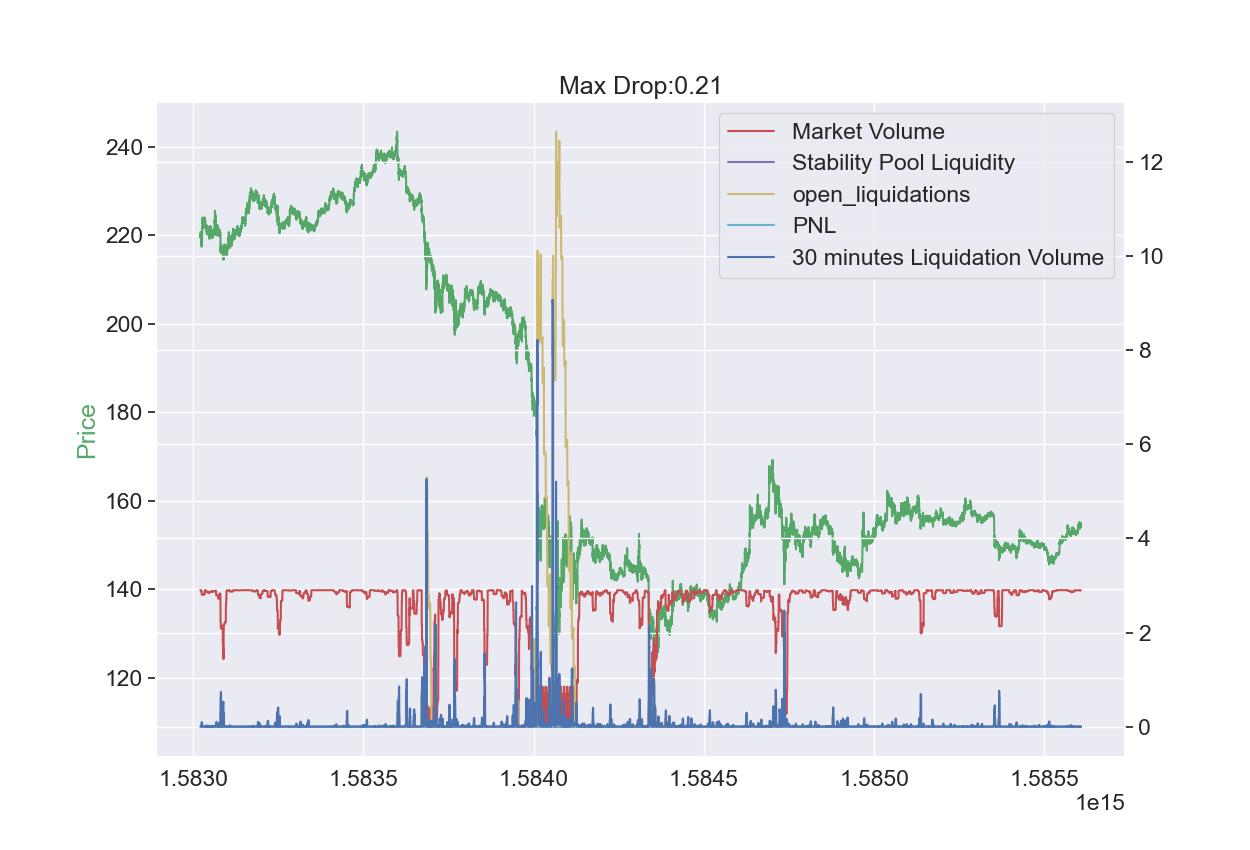 Max Drop:0.21
Market Volume
Stability Pool Liquidity
open_liquidations
PNL
30 minutes Liquidation Volume
Price
240
220
200
180
160
140
120
12
10
8
6
4
2
0
1.5830 1.5835 1.5840 1.5845 1.5850 1.5855
1e15